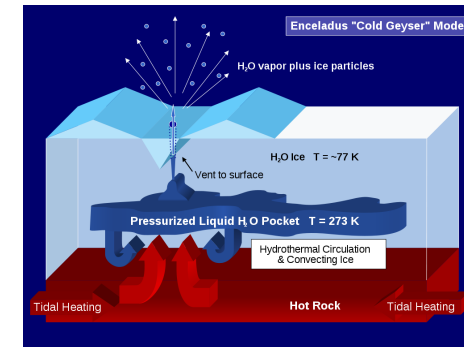 Enceladus "Cold Geyser" Mode
H₂O vapor plus ice particles
H₂O Ice T = ~77 K
Vent to surface
Pressurized Liquid H₂O Pocket T = 273 K
Hydrothermal Circulation
& Convecting Ice
Tidal Heating
Hot Rock
Tidal Heating